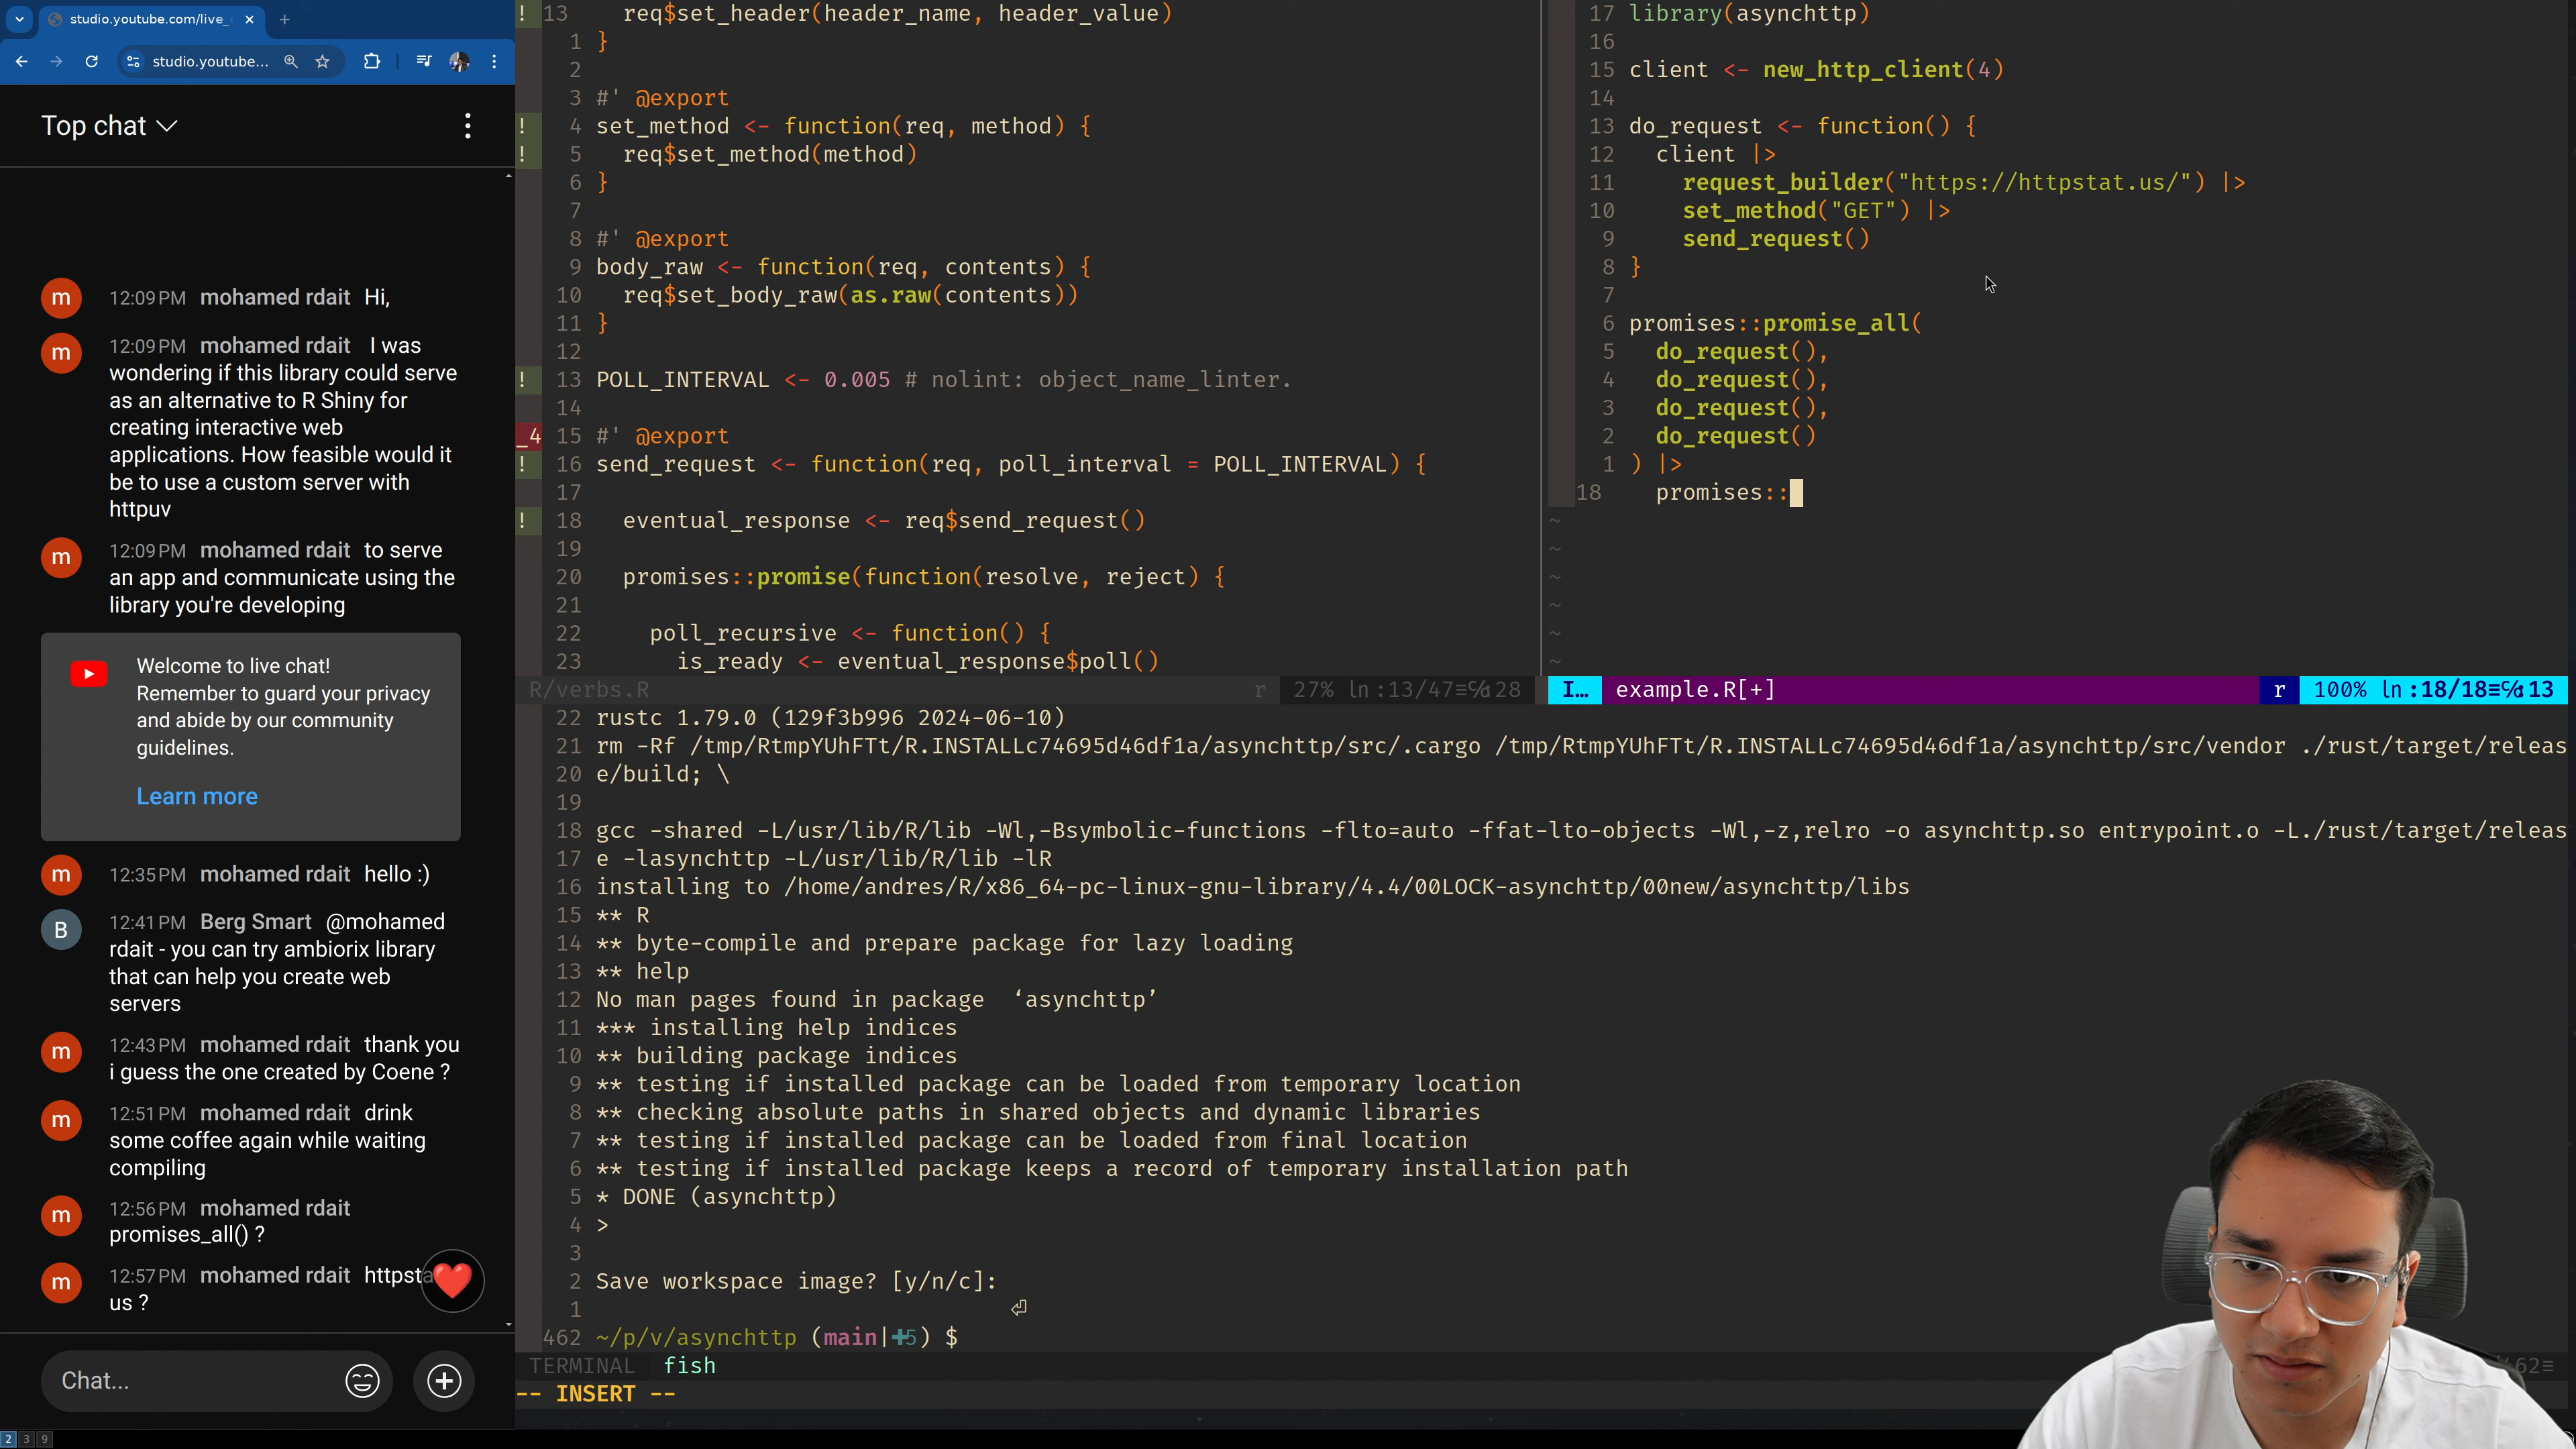 studio.youtube.com/live_
studio.youtube...
Top chat
m 12:09 PM mohamed rdait Hi,
m 12:09 PM mohamed rdait I was
wondering if this library could serve
as an alternative to R Shiny for
creating interactive web
applications. How feasible would it
be to use a custom server with
httpuv
m 12:09 PM mohamed rdait to serve
an app and communicate using the
library you're developing
Welcome to live chat!
Remember to guard your privacy
and abide by our community
guidelines.
Learn more
m 12:35 PM mohamed rdait hello :)
B 12:41 PM Berg Smart @mohamed
rdait - you can try ambiorix library
that can help you create web
servers
m 12:43 PM mohamed rdait thank you
i guess the one created by Coene ?
m 12:51 PM mohamed rdait drink
some coffee again while waiting
compiling
m 12:56 PM mohamed rdait
promises_all() ?
m 12:57 PM mohamed rdait
us ?
Chat...
2 3 9
! 13 req$set_header(header_name, header_value)
1 }
2
3 #' @export
! 4 set_method <- function(req, method) {
! 5 req$set_method(method)
6 }
7
8 #' @export
9 body_raw <- function(req, contents) {
10 req$set_body_raw(as.raw(contents))
11 }
12
! 13 POLL_INTERVAL <- 0.005 # nolint: object_name_linter.
14
_4 15 #' @export
! 16 send_request <- function(req, poll_interval = POLL_INTERVAL) {
17
! 18 eventual_response <- req$send_request()
19
20 promises::promise(function(resolve, reject) {
21
22 poll_recursive <- function() {
23 is_ready <- eventual_response$poll()
R/verbs.R r 27% ln:13/47≡℅:28
17 library(asynchttp)
16
15 client <- new_http_client(4)
14
13 do_request <- function() {
12 client |>
11 request_builder("https://httpstat.us/") |>
10 set_method("GET") |>
9 send_request()
8 }
7
6 promises::promise_all(
5 do_request(),
4 do_request(),
3 do_request(),
2 do_request()
1 ) |>
18 promises::
~
~
~
~
~
~
I… example.R[+] r 100% ln:18/18≡℅:13
22 rustc 1.79.0 (129f3b996 2024-06-10)
21 rm -Rf /tmp/RtmpYUhFTt/R.INSTALLc74695d46df1a/asynchttp/src/.cargo /tmp/RtmpYUhFTt/R.INSTALLc74695d46df1a/asynchttp/src/vendor ./rust/target/releas
20 e/build; \
19
18 gcc -shared -L/usr/lib/R/lib -Wl,-Bsymbolic-functions -flto=auto -ffat-lto-objects -Wl,-z,relro -o asynchttp.so entrypoint.o -L./rust/target/releas
17 e -lasynchttp -L/usr/lib/R/lib -lR
16 installing to /home/andres/R/x86_64-pc-linux-gnu-library/4.4/00LOCK-asynchttp/00new/asynchttp/libs
15 ** R
14 ** byte-compile and prepare package for lazy loading
13 ** help
12 No man pages found in package ‘asynchttp’
11 *** installing help indices
10 ** building package indices
9 ** testing if installed package can be loaded from temporary location
8 ** checking absolute paths in shared objects and dynamic libraries
7 ** testing if installed package can be loaded from final location
6 ** testing if installed package keeps a record of temporary installation path
5 * DONE (asynchttp)
4 >
3
2 Save workspace image? [y/n/c]:
1
462 ~/p/v/asynchttp (main|✚5) $
TERMINAL fish
-- INSERT --